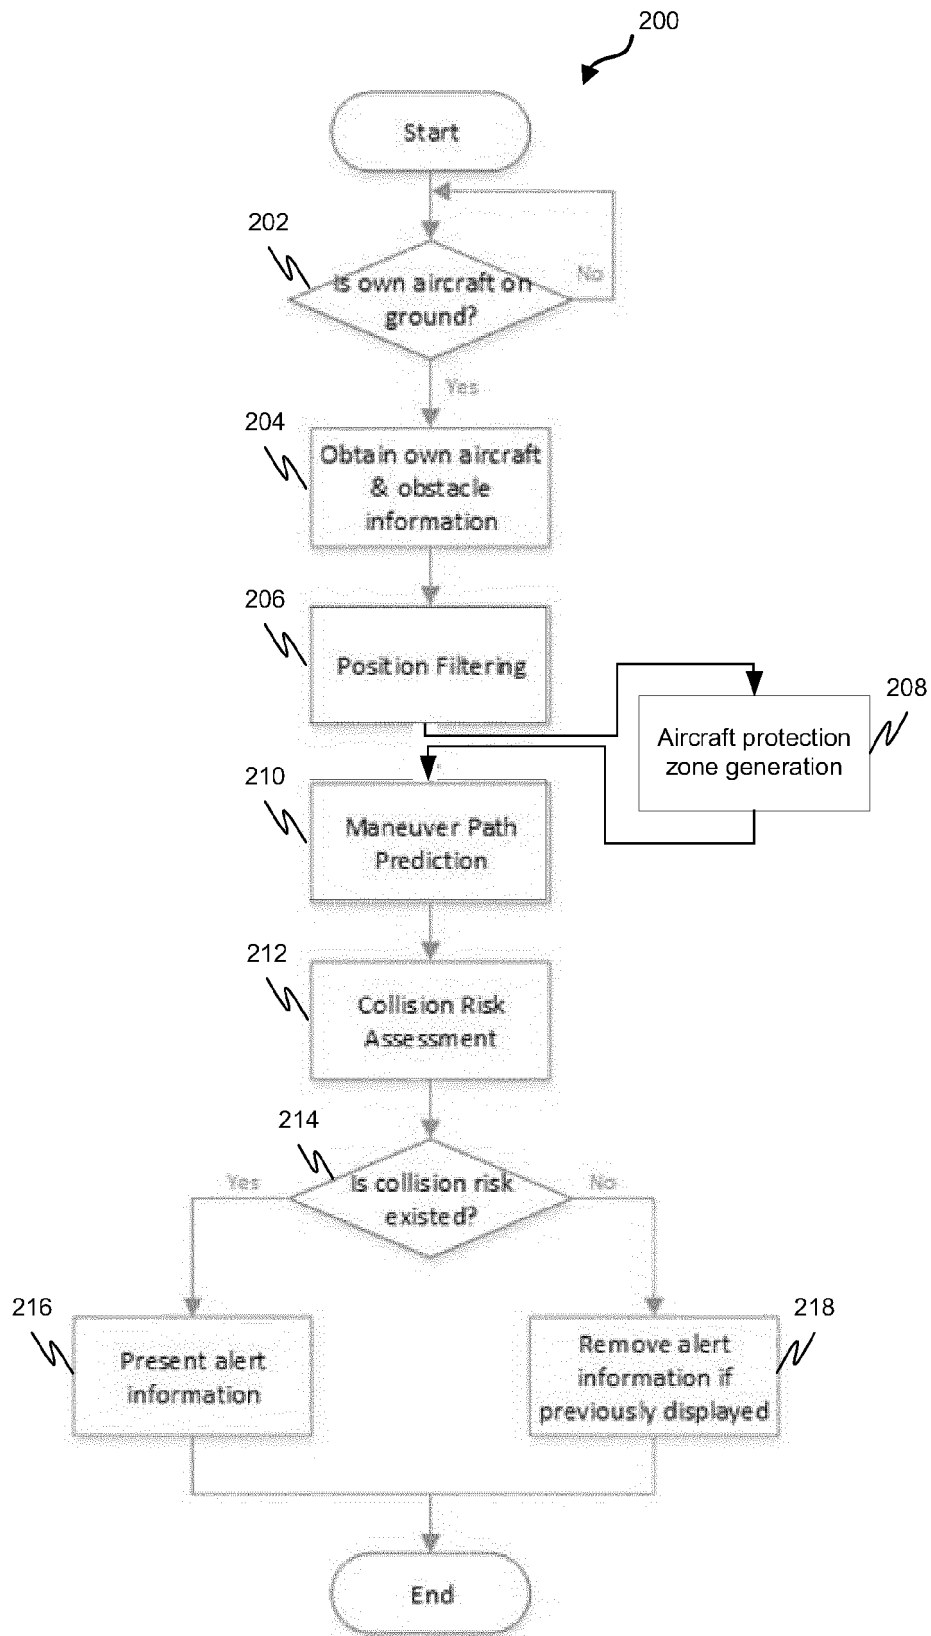 200
Start
202
Is own aircraft on
ground?
No
Yes
204
Obtain own aircraft
& obstacle
information
206
Position Filtering
208
Aircraft protection
zone generation
210
Maneuver Path
Prediction
212
Collision Risk
Assessment
214
Is collision risk
existed?
Yes
No
216
Present alert
information
218
Remove alert
information if
previously displayed
End